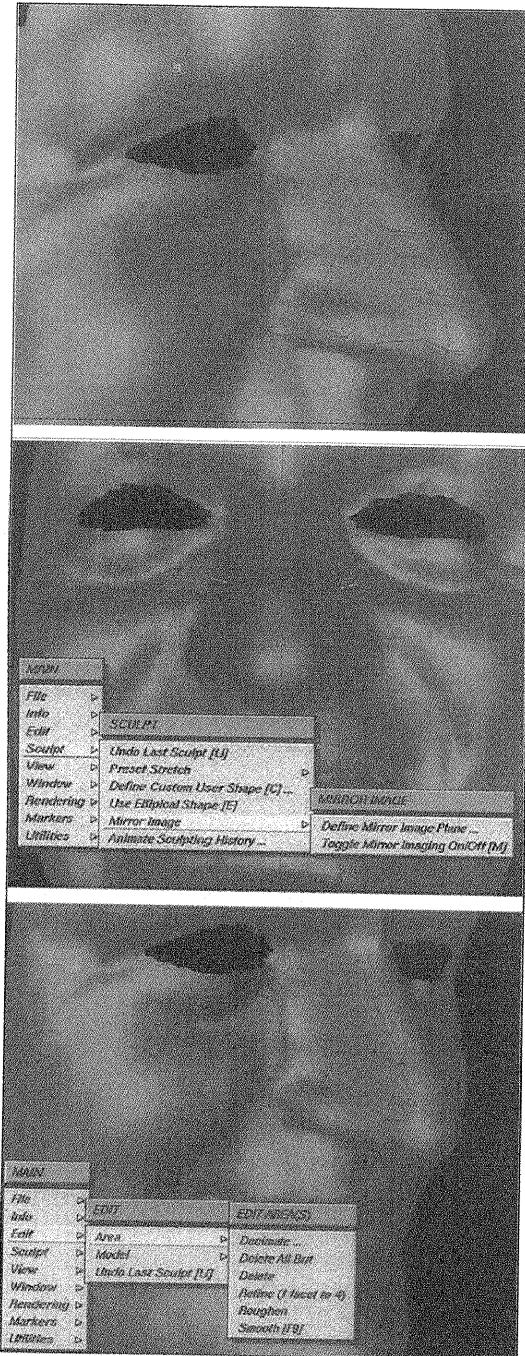 MAIN
File
Info
Edit
Sculpt
View
Window
Rendering
Markers
Utilities
SCULPT
Undo Last Sculpt [U]
Preset Stretch
Define Custom User Shape [C] ...
Use Elliptical Shape [E]
Mirror Image
Animate Sculpting History ...
MIRROR IMAGE
Define Mirror Image Plane ...
Toggle Mirror Imaging On/Off [M]
MAIN
File
Info
Edit
Sculpt
View
Window
Rendering
Markers
Utilities
EDIT
Area
Model
Undo Last Sculpt [U]
EDIT AREA(S)
Decimate ...
Delete All But
Delete
Refine (1 facet to 4)
Roughen
Smooth [F9]